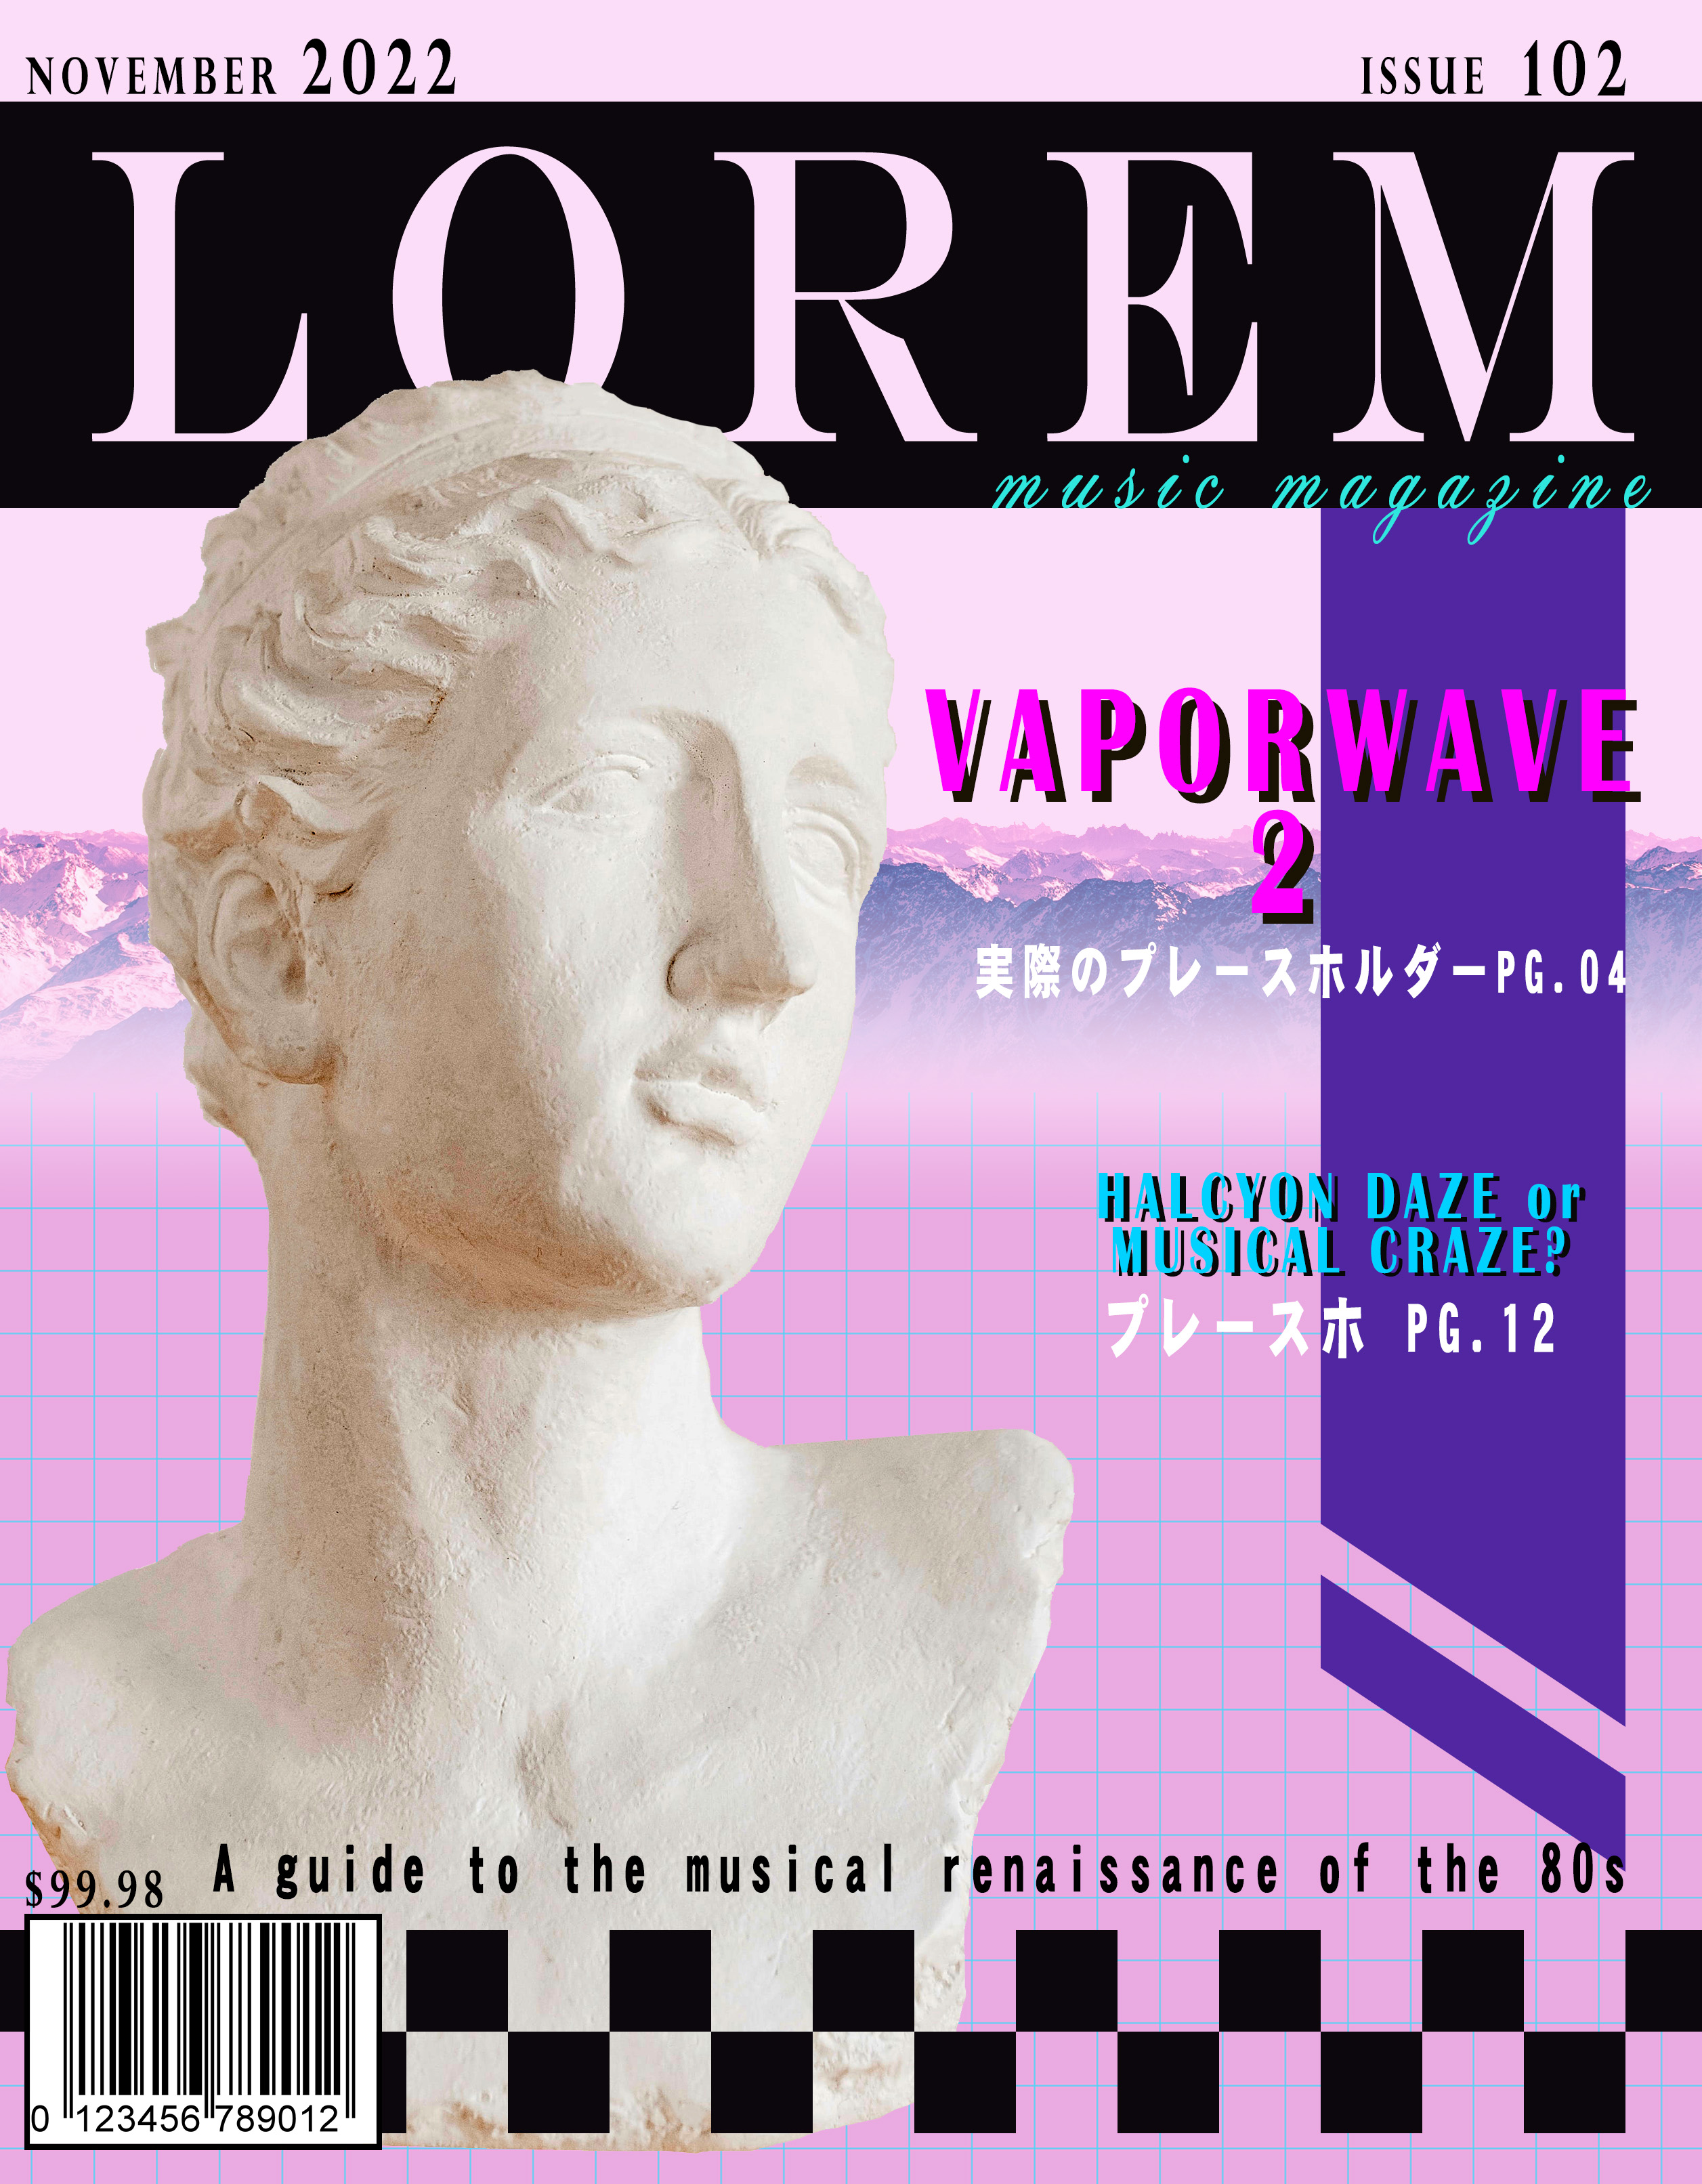 NOVEMBER 2022
ISSUE 102
LOREM
music magazine
VAPORWAVE
2
実際のプレースホルダーPG.04
HALCYON DAZE or
MUSICAL CRAZE?
プレースホ PG.12
A guide to the musical renaissance of the 80s
$99.98
0 123456 789012